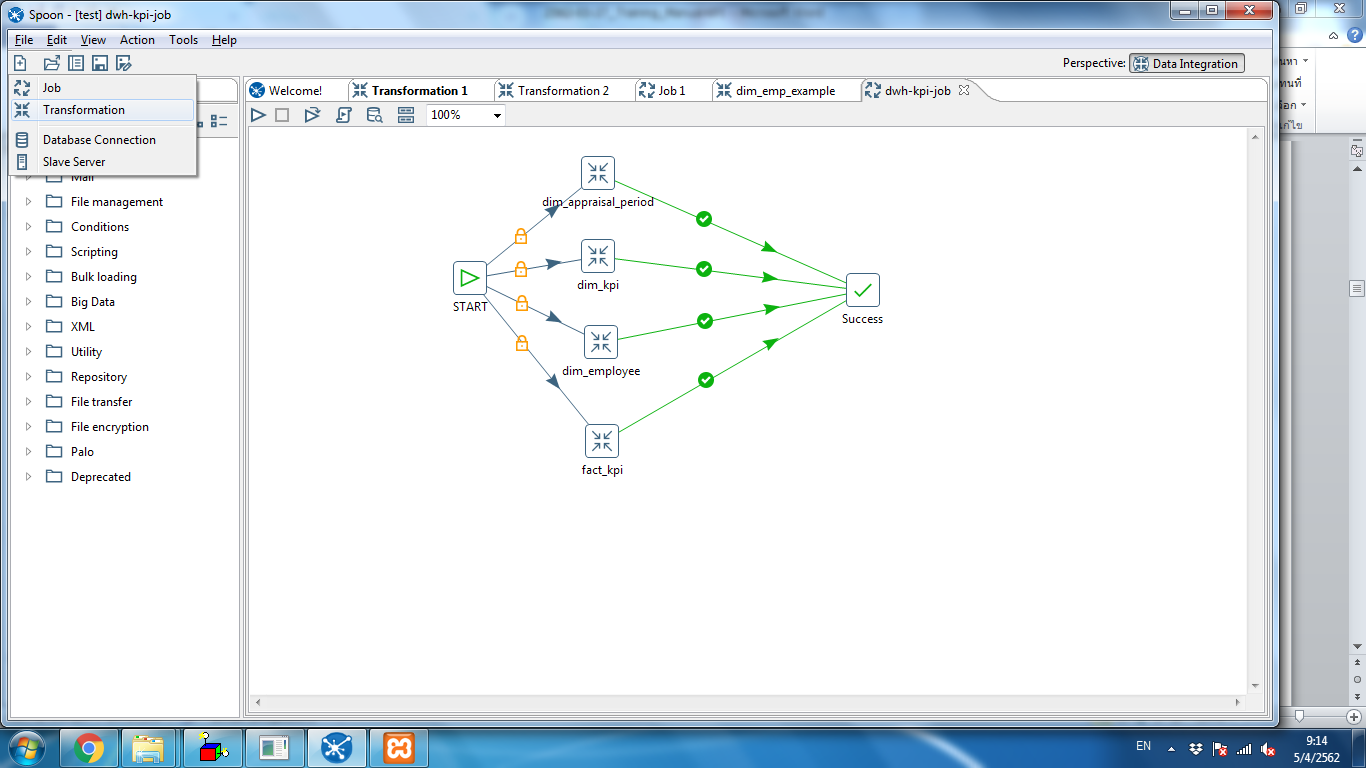 Spoon - [test] dwh-kpi-job
File Edit View Action Tools Help
Perspective: Data Integration
Job
Transformation
Database Connection
Slave Server
Welcome! Transformation 1 Transformation 2 Job 1 dim_emp_example dwh-kpi-job
100%
Mail
File management
Conditions
Scripting
Bulk loading
Big Data
XML
Utility
Repository
File transfer
File encryption
Palo
Deprecated
dim_appraisal_period
dim_kpi
START
Success
dim_employee
fact_kpi
EN
9:14
5/4/2562